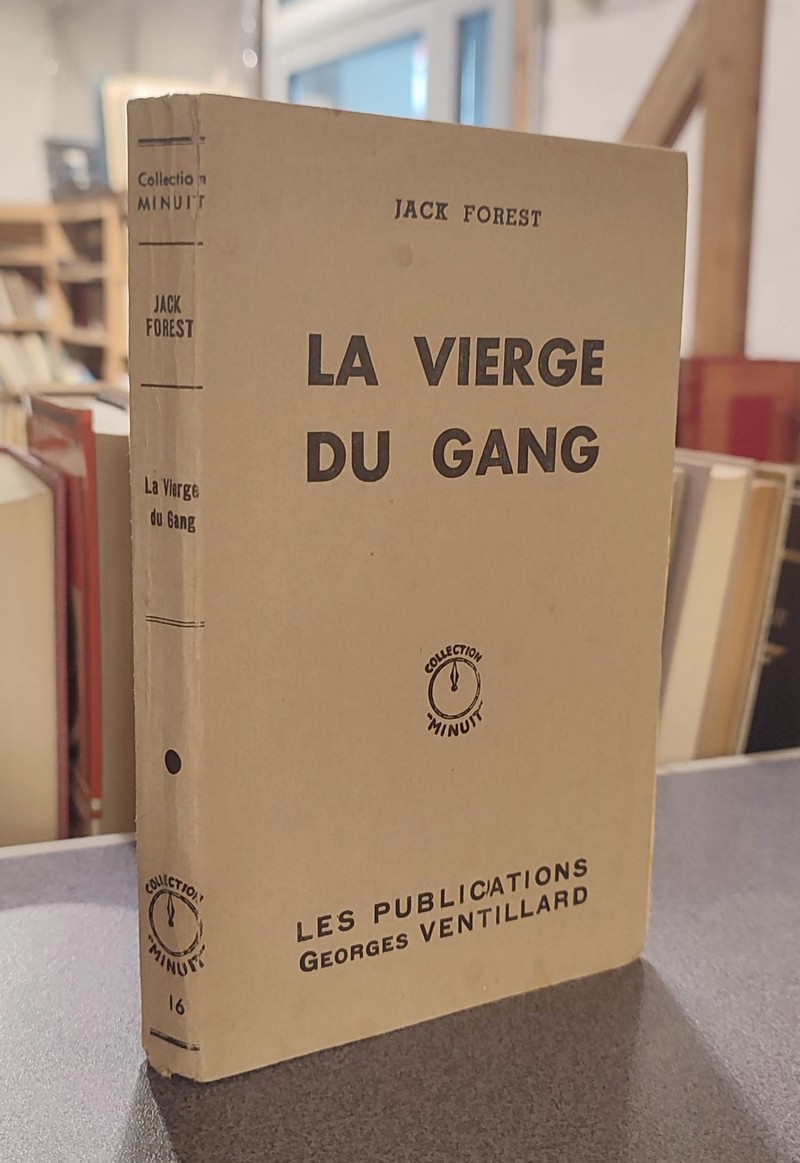 Collection
MINUIT
JACK
FOREST
La Vierge
du Gang
COLLECTION
"MINUIT"
16
JACK FOREST
LA VIERGE
DU GANG
COLLECTION
"MINUIT"
LES PUBLICATIONS
GEORGES VENTILLARD